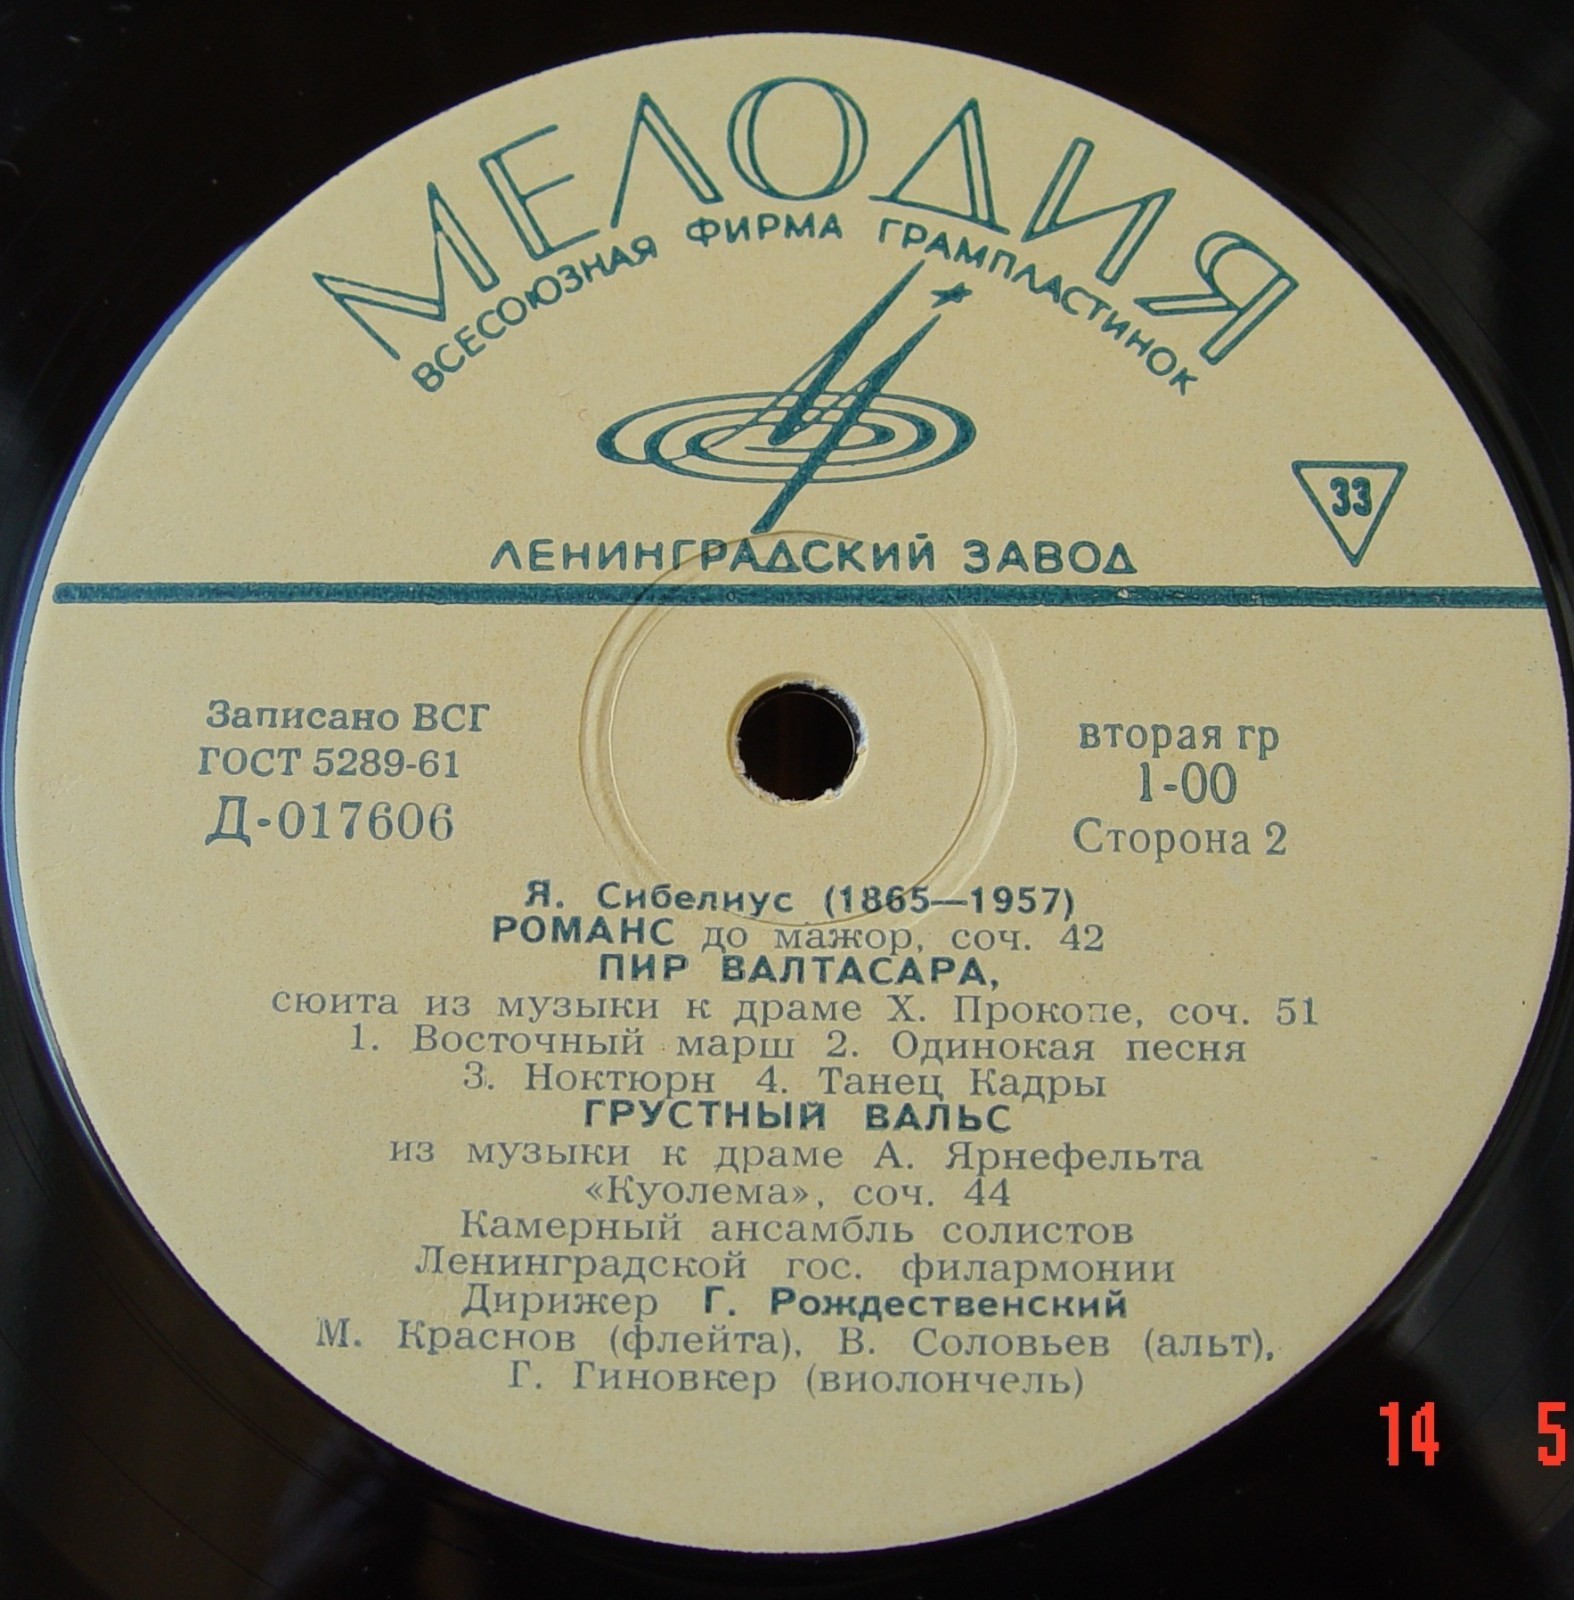 МЕЛОДИЯ
ВСЕСОЮЗНАЯ ФИРМА ГРАМПЛАСТИНОК
33
ЛЕНИНГРАДСКИЙ ЗАВОД
Записано ВСГ
ГОСТ 5289-61
Д-017606
вторая гр
1-00
Сторона 2
Я. Сибелиус (1865—1957)
РОМАНС до мажор, соч. 42
ПИР ВАЛТАСАРА,
сюита из музыки к драме Х. Прокопе, соч. 51
1. Восточный марш 2. Одинокая песня
3. Ноктюрн 4. Танец Кадры
ГРУСТНЫЙ ВАЛЬС
из музыки к драме А. Ярнефельта
«Куолема», соч. 44
Камерный ансамбль солистов
Ленинградской гос. филармонии
Дирижер Г. Рождественский
М. Краснов (флейта), В. Соловьев (альт),
Г. Гиновкер (виолончель)
14 5